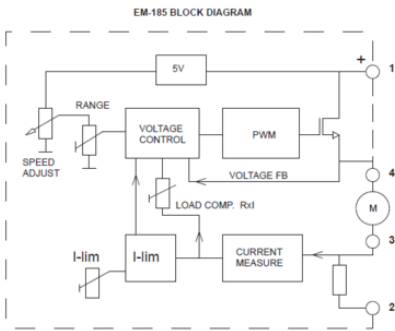 EM-185 BLOCK DIAGRAM
5V
+
1
RANGE
SPEED
ADJUST
VOLTAGE
CONTROL
PWM
VOLTAGE FB
4
LOAD COMP. RxI
M
I-lim
I-lim
CURRENT
MEASURE
3
2